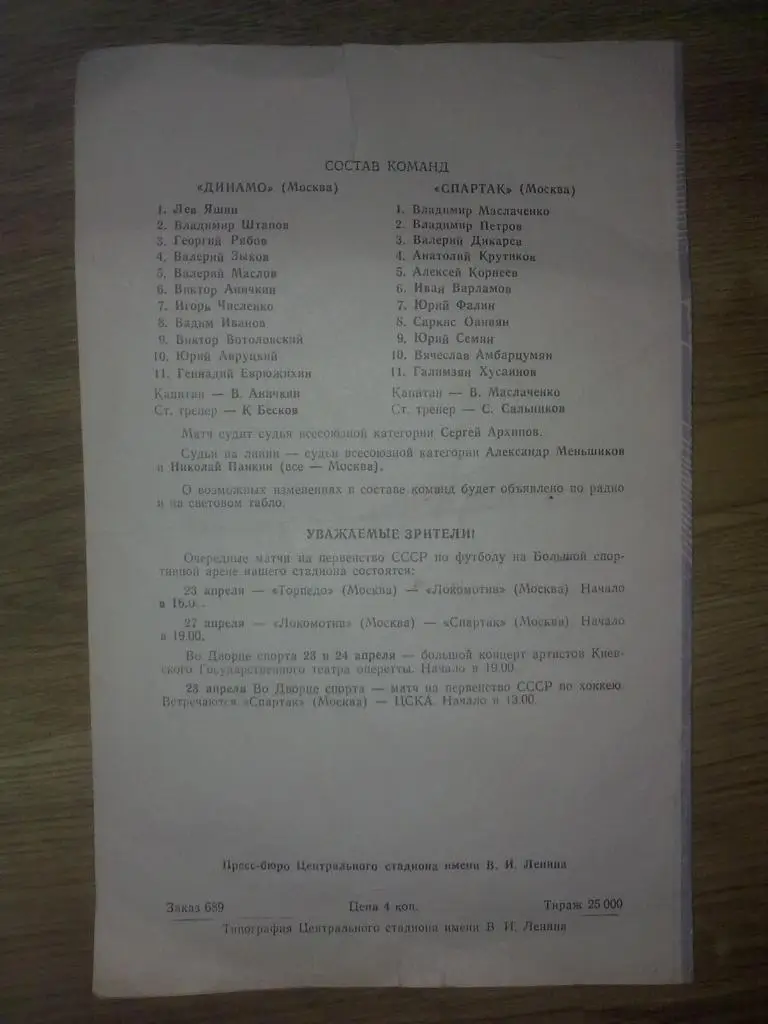 СОСТАВ КОМАНД
«ДИНАМО» (Москва)
1. Лев Яшин
2. Владимир Штапов
3. Георгий Рябов
4. Валерий Зыков
5. Валерий Маслов
6. Виктор Аничкин
7. Игорь Численко
8. Вадим Иванов
9. Виктор Вотоловский
10. Юрий Авруцкий
11. Геннадий Еврюжихин
Капитан — В. Аничкин
Ст. тренер — К Бесков
«СПАРТАК» (Москва)
1. Владимир Маслаченко
2. Владимир Петров
3. Валерий Дикарев
4. Анатолий Крутиков
5. Алексей Корнеев
6. Иван Варламов
7. Юрий Фалин
8. Саркис Оанвян
9. Юрий Семин
10. Вячеслав Амбарцумян
11. Галимзян Хусаинов
Капитан — В. Маслаченко
Ст. тренер — С. Сальников
Матч судит судья всесоюзной категории Сергей Архипов.
Судьи на линии — судьи всесоюзной категории Александр Меньшиков
и Николай Панкин (все — Москва).
О возможных изменениях в составе команд будет объявлено по радио
и на световом табло.
УВАЖАЕМЫЕ ЗРИТЕЛИ!
Очередные матчи на первенство СССР по футболу на Большой спор-
тивной арене нашего стадиона состоятся:
23 апреля — «Торпедо» (Москва) — «Локомотив» (Москва) Начало
в
27 апреля — «Локомотив» (Москва) — «Спартак» (Москва) Начало
в 19.00.
Во Дворце спорта 23 и 24 апреля — большой концерт артистов Киев-
ского Государственного театра оперетты. Начало в 19.00
23 апреля Во Дворце спорта — матч на первенство СССР по хоккею.
Встречаются «Спартак» (Москва) — ЦСКА. Начало в 13.00
Пресс-бюро Центрального стадиона имени В. И. Ленина
Заказ 689 Цена 4 коп. Тираж 25 000
Типография Центрального стадиона имени В И. Ленина